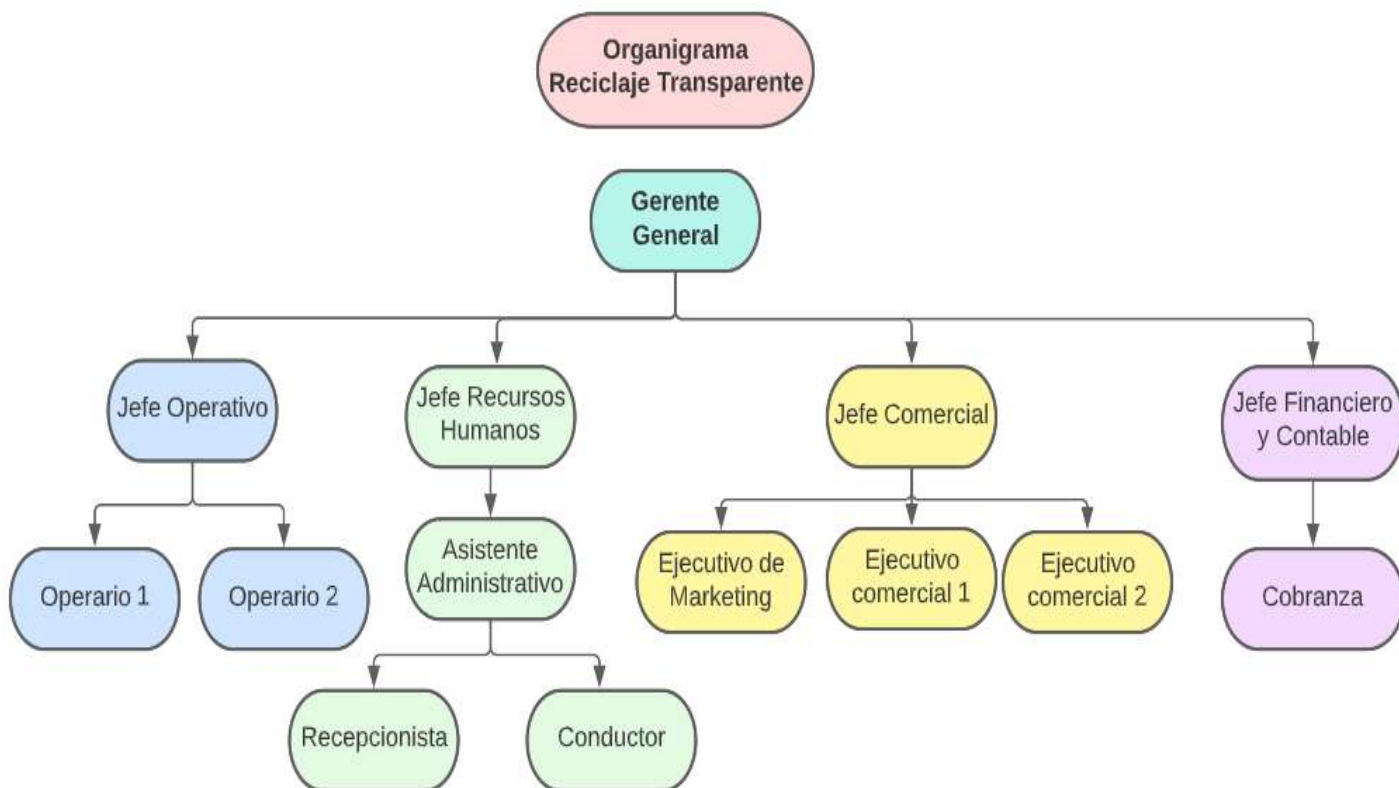 Organigrama
Reciclaje Transparente
Gerente
General
Jefe Operativo
Jefe Recursos
Humanos
Jefe Comercial
Jefe Financiero
y Contable
Operario 1
Operario 2
Asistente
Administrativo
Ejecutivo de
Marketing
Ejecutivo
comercial 1
Ejecutivo
comercial 2
Cobranza
Recepcionista
Conductor